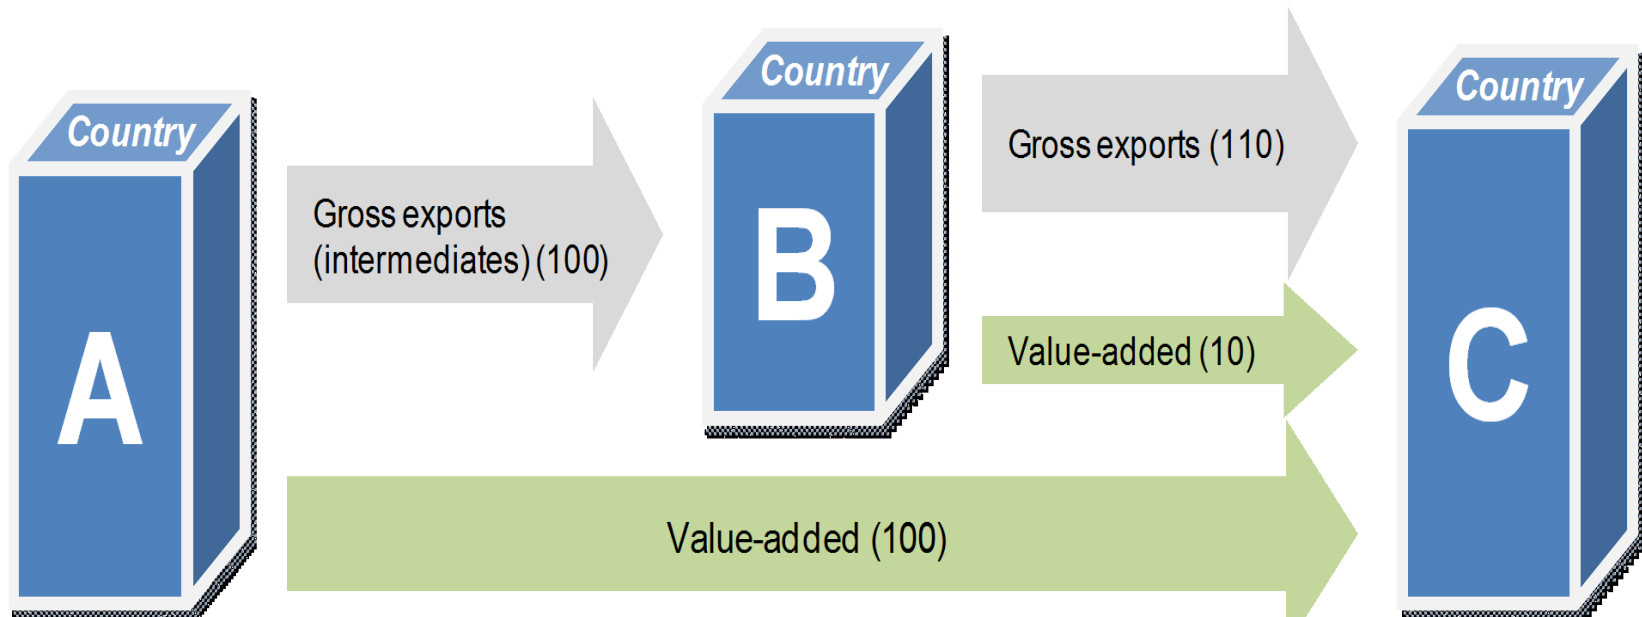 Country
A
Gross exports
(intermediates) (100)
Country
B
Gross exports (110)
Value-added (10)
Value-added (100)
Country
C